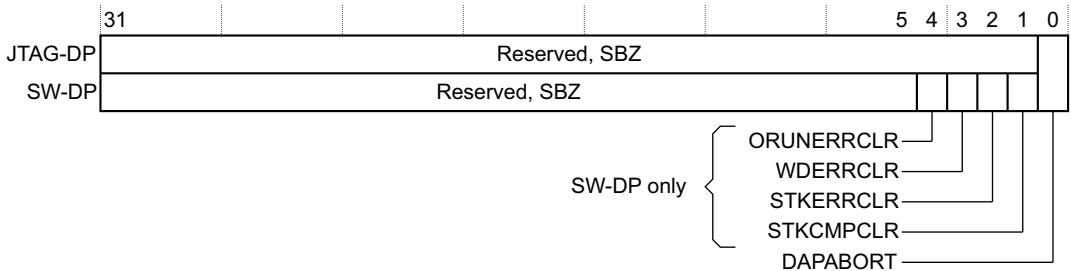 31 5 4 3 2 1 0
JTAG-DP Reserved, SBZ
SW-DP Reserved, SBZ
ORUNERRCLR
WDERRCLR
SW-DP only
STKERRCLR
STKCMPCLR
DAPABORT